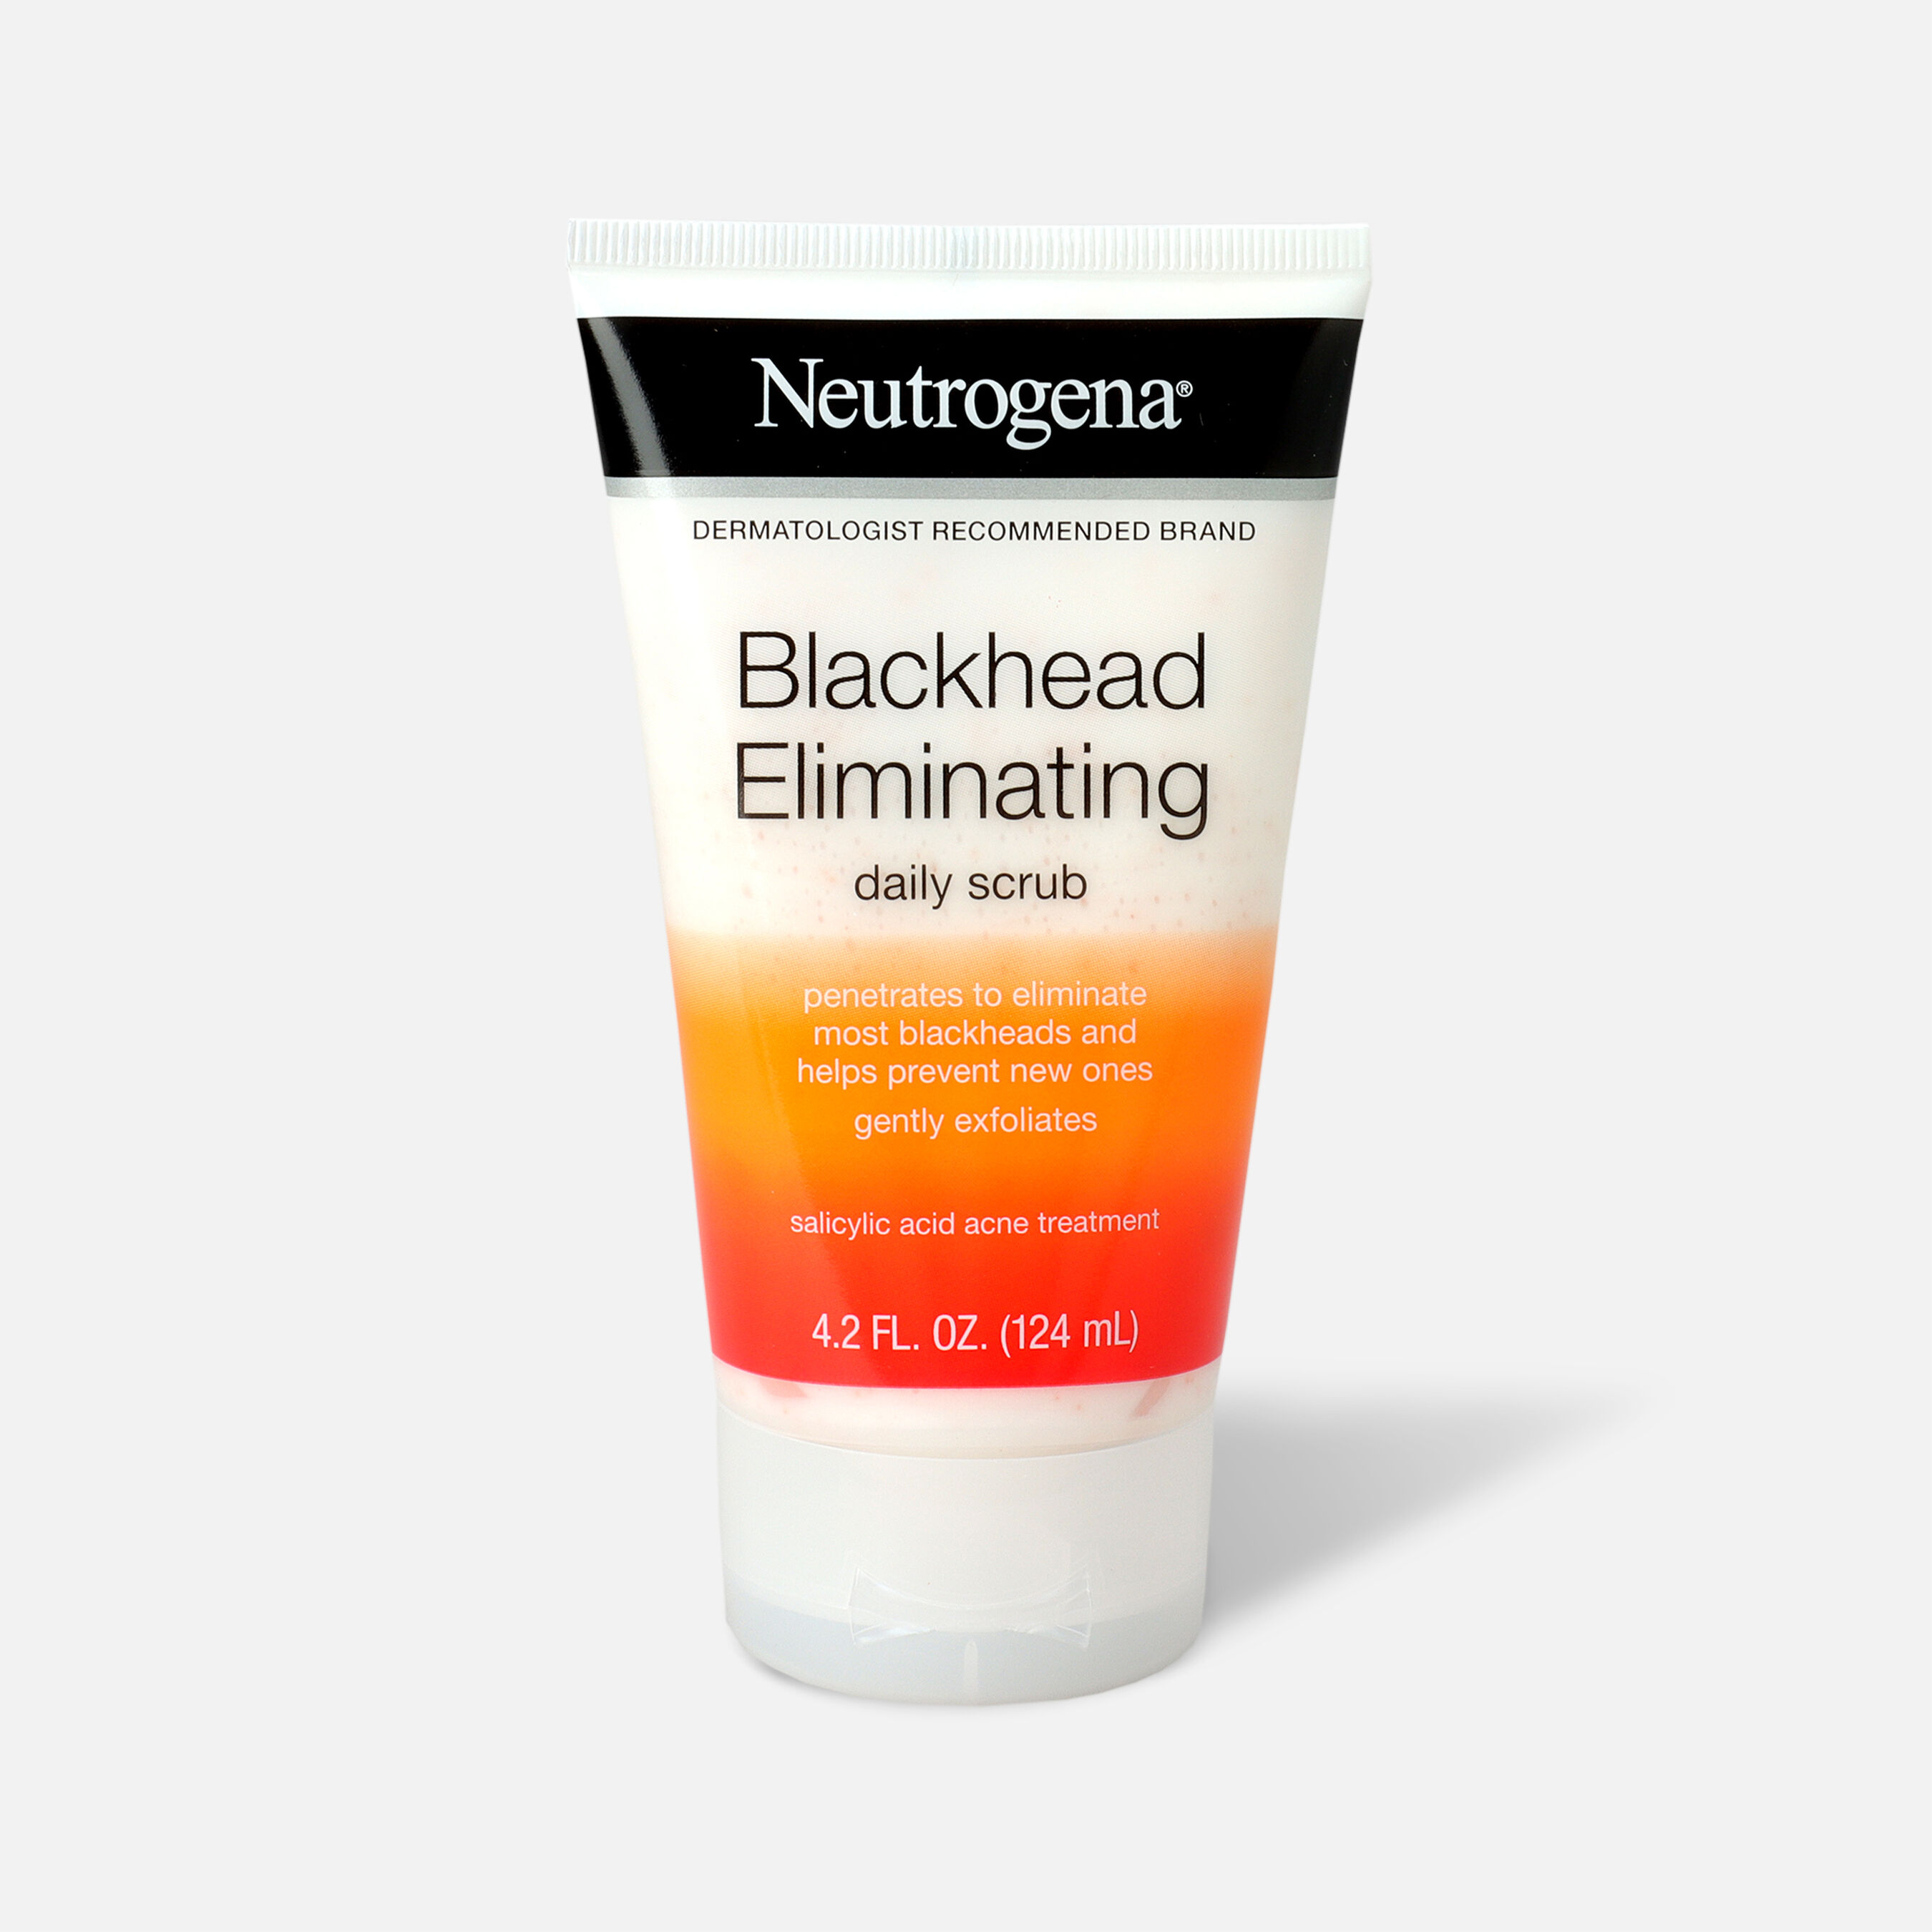 Neutrogena®
DERMATOLOGIST RECOMMENDED BRAND
Blackhead
Eliminating
daily scrub
penetrates to eliminate
most blackheads and
helps prevent new ones
gently exfoliates
salicylic acid acne treatment
4.2 FL. OZ. (124 mL)